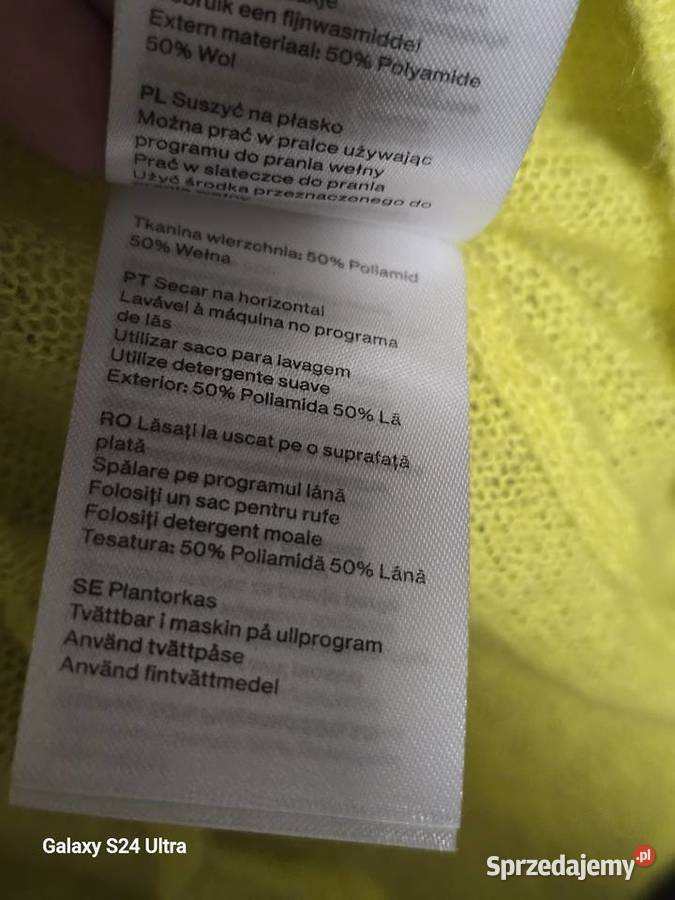 bruik een fijnwasmiddel
Extern materiaal: 50% Polyamide
50% Wol
PL Suszyć na płasko
Można prać w pralce używając
programu do prania wełny
Prać w siateczce do prania
Użyć środka przeznaczonego do
Tkanina wierzchnia: 50% Poliamid
50% Wełna
PT Secar na horizontal
Lavável à máquina no programa
de lãs
Utilizar saco para lavagem
Utilize detergente suave
Exterior: 50% Poliamida 50% Lã
RO Lăsați la uscat pe o suprafață
plată
Spălare pe programul lână
Folosiți un sac pentru rufe
Folosiți detergent moale
Tesatura: 50% Poliamidă 50% Lână
SE Plantorkas
Tvättbar i maskin på ullprogram
Använd tvättpåse
Använd fintvättmedel
Galaxy S24 Ultra
Sprzedajemy.pl